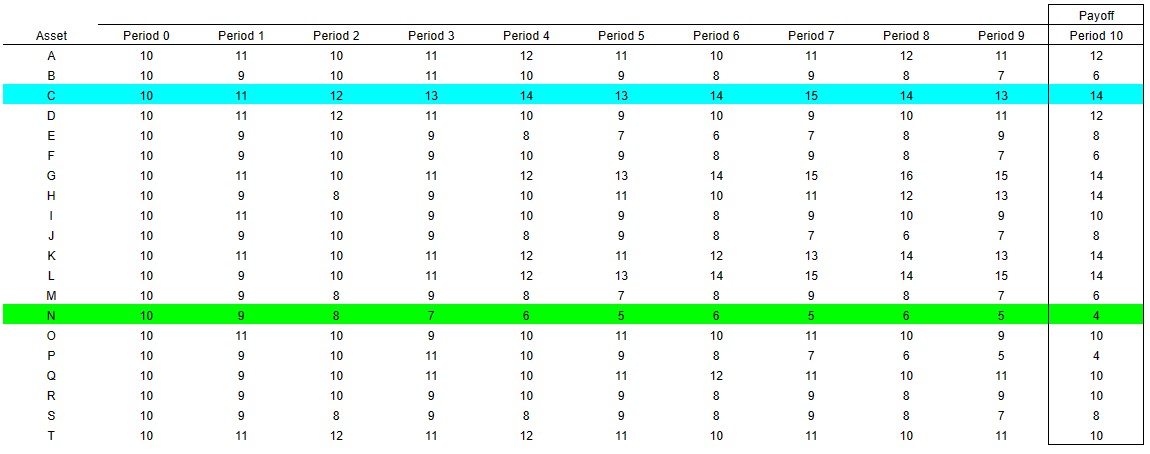 Payoff
Asset Period 0 Period 1 Period 2 Period 3 Period 4 Period 5 Period 6 Period 7 Period 8 Period 9 Period 10
A 10 11 10 11 12 11 10 11 12 11 12
B 10 9 10 11 10 9 8 9 8 7 6
C 10 11 12 13 14 13 14 15 14 13 14
D 10 11 12 11 10 9 10 9 10 11 12
E 10 9 10 9 8 7 6 7 8 9 8
F 10 9 10 9 10 9 8 9 8 7 6
G 10 11 10 11 12 13 14 15 16 15 14
H 10 9 8 9 10 11 10 11 12 13 14
I 10 11 10 9 10 9 8 9 10 9 10
J 10 9 10 9 8 9 8 7 6 7 8
K 10 11 10 11 12 11 12 13 14 13 14
L 10 9 10 11 12 13 14 15 14 15 14
M 10 9 8 9 8 7 8 9 8 7 6
N 10 9 8 7 6 5 6 5 6 5 4
O 10 11 10 9 10 11 10 11 10 9 10
P 10 9 10 11 10 9 8 7 6 5 4
Q 10 9 10 11 10 11 12 11 10 11 10
R 10 9 10 9 10 9 8 9 8 9 10
S 10 9 8 9 8 9 8 9 8 7 8
T 10 11 12 11 12 11 10 11 10 11 10